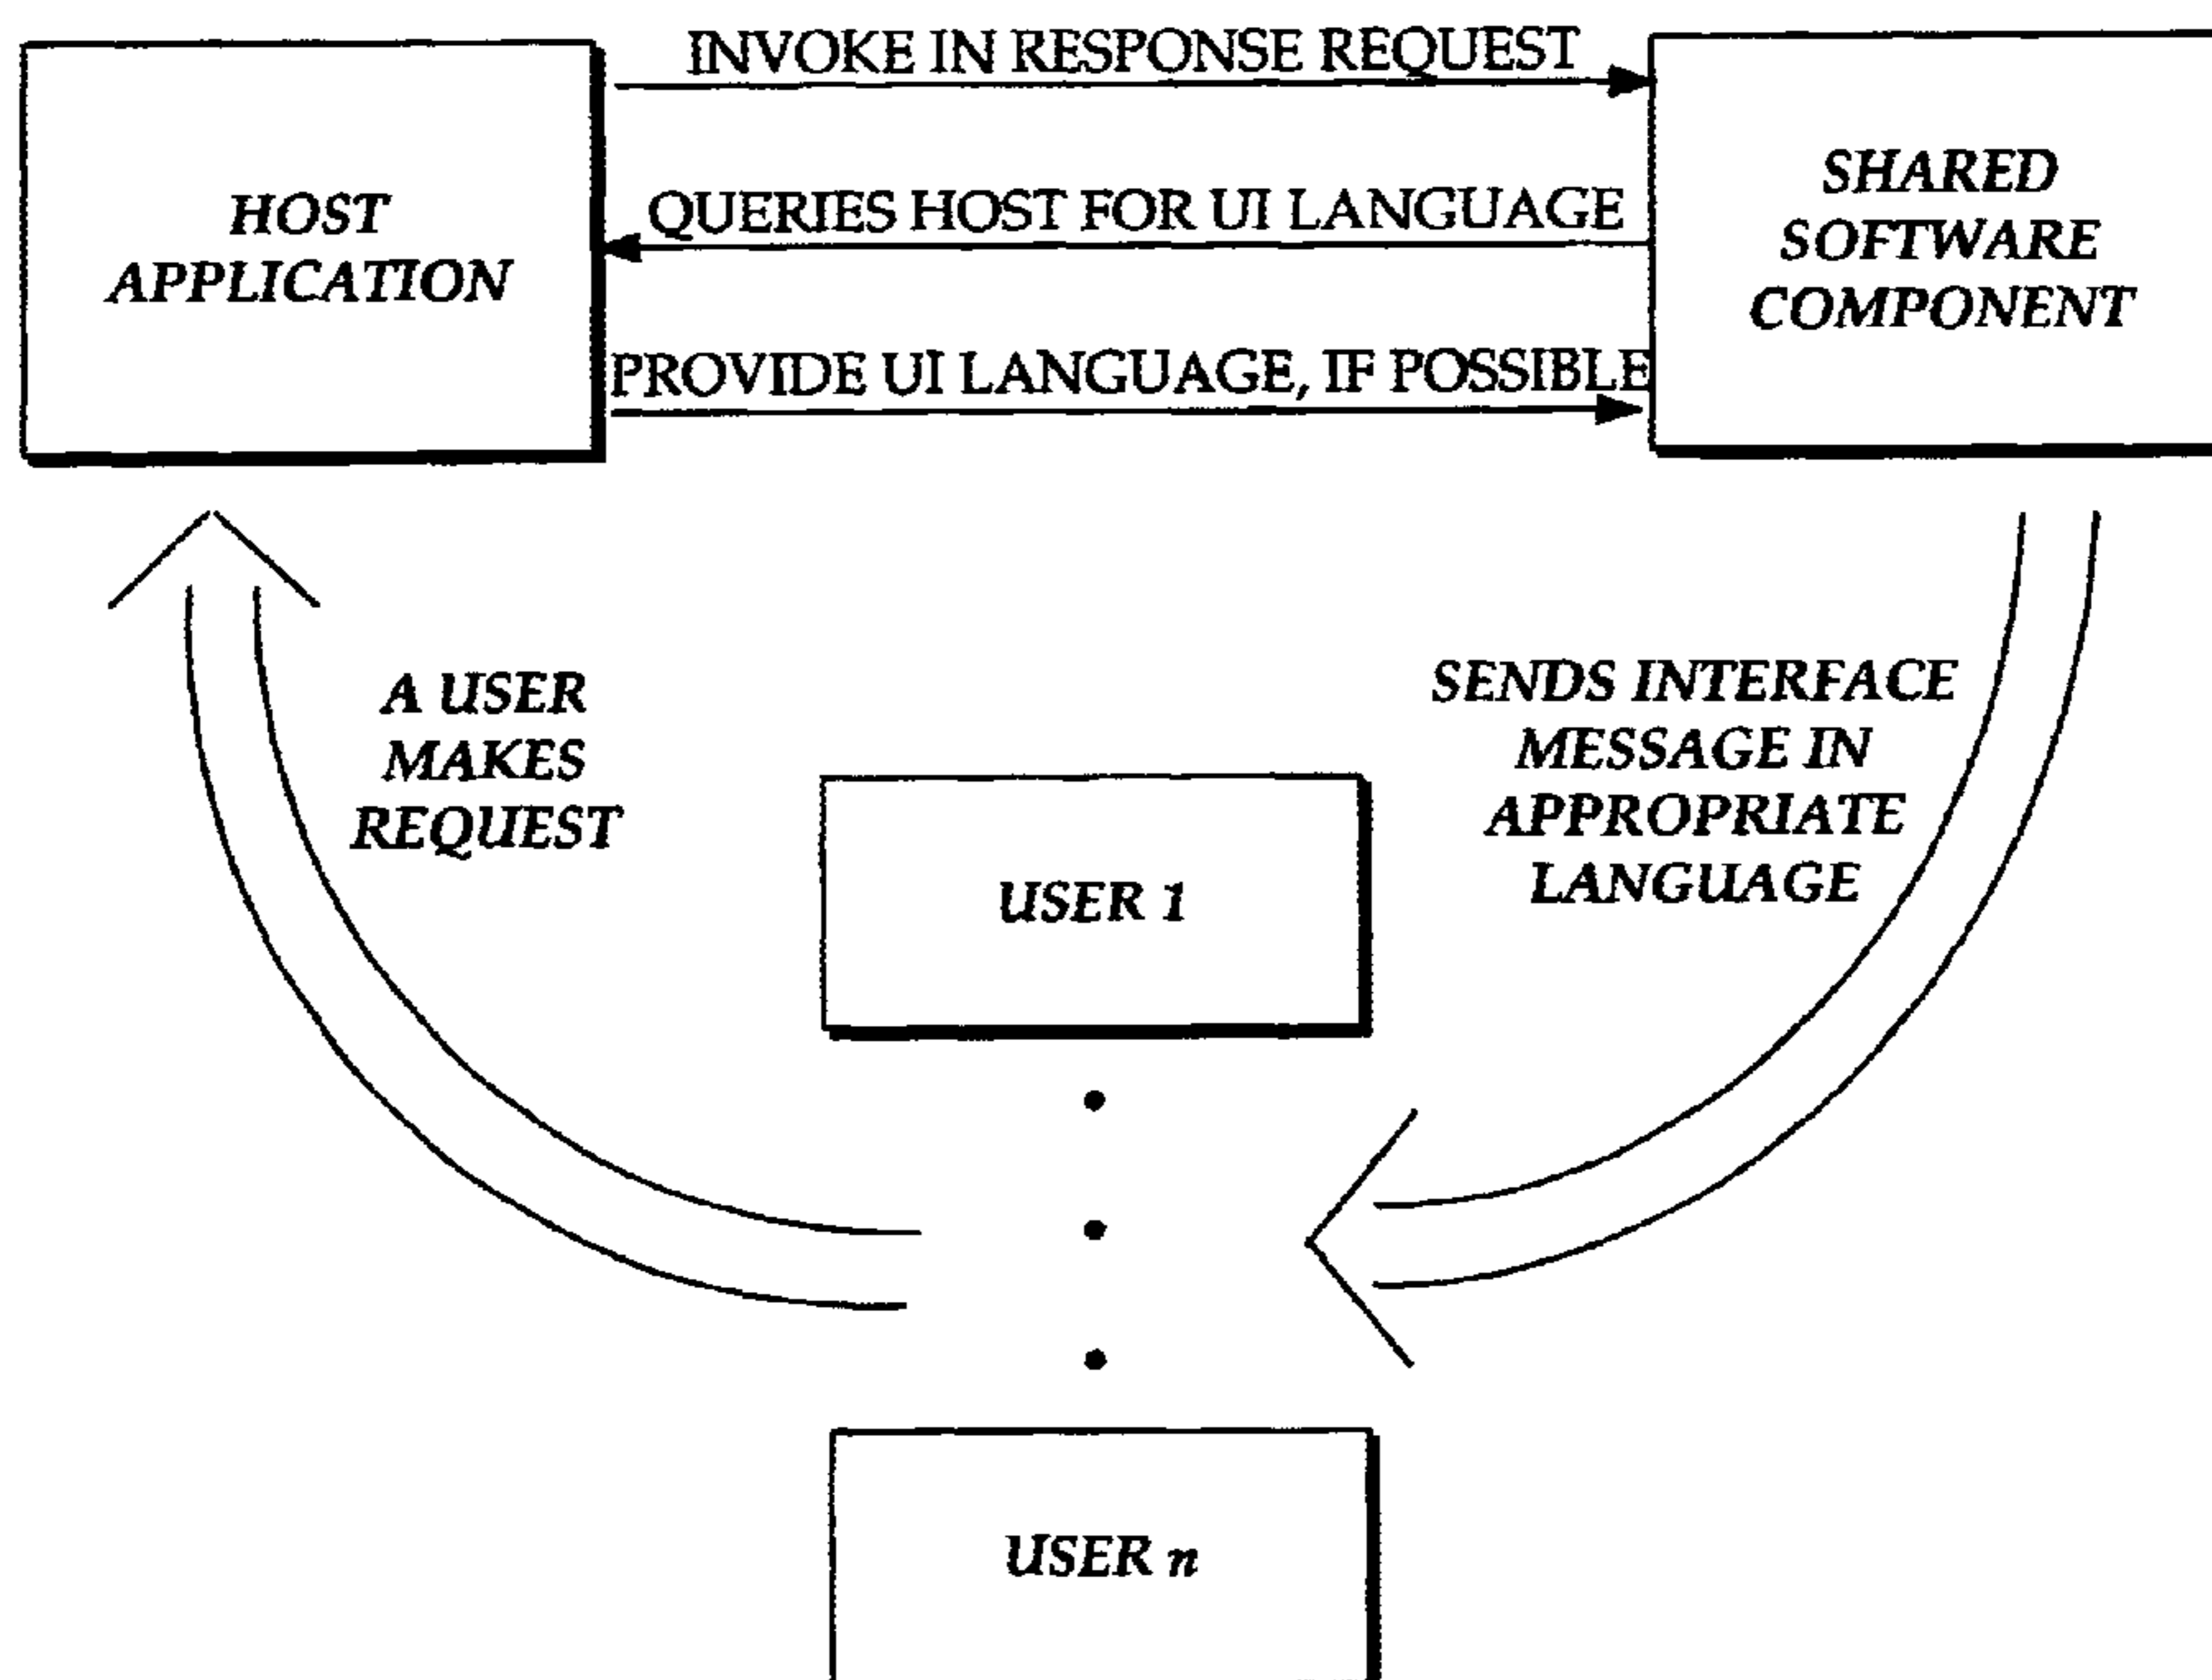 INVOKE IN RESPONSE REQUEST
HOST
APPLICATION
QUERIES HOST FOR UI LANGUAGE
PROVIDE UI LANGUAGE, IF POSSIBLE
SHARED
SOFTWARE
COMPONENT
A USER
MAKES
REQUEST
SENDS INTERFACE
MESSAGE IN
APPROPRIATE
LANGUAGE
USER 1
USER n